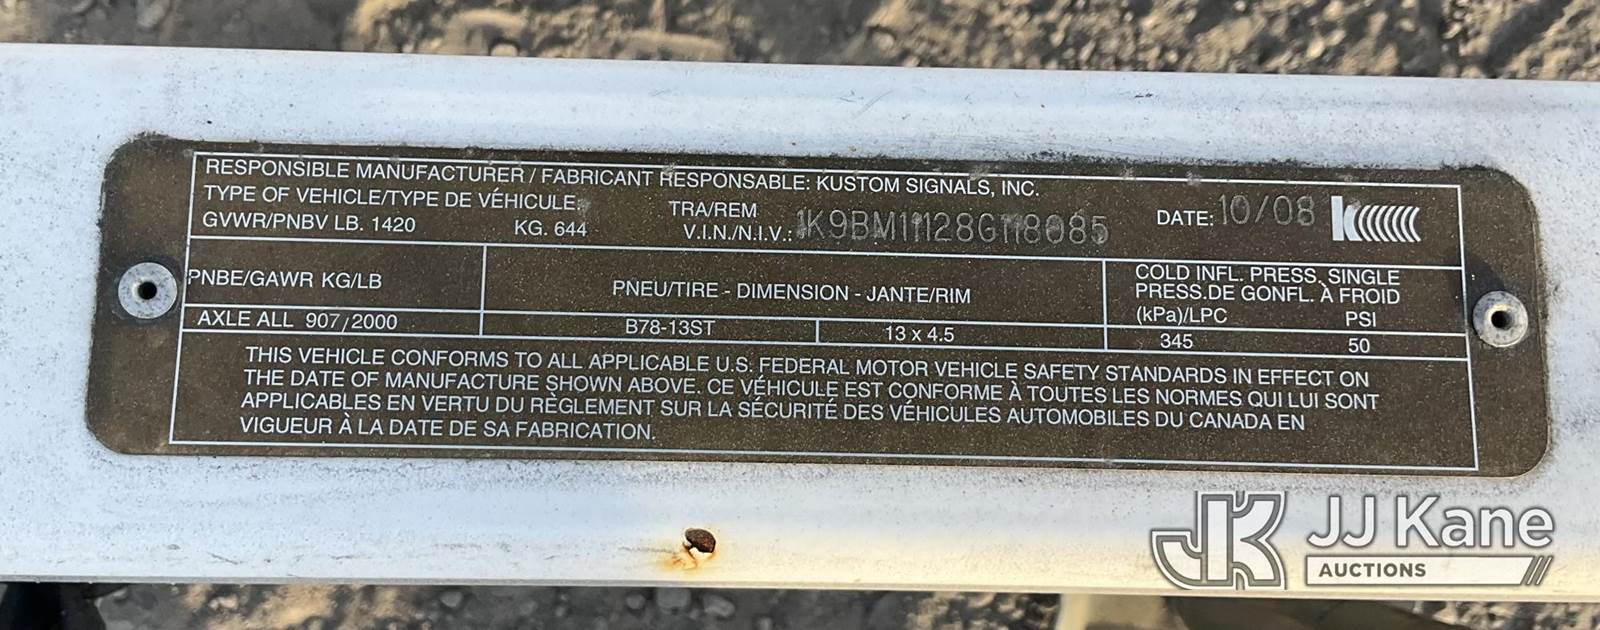 RESPONSIBLE MANUFACTURER / FABRICANT RESPONSABLE: KUSTOM SIGNALS, INC.
TYPE OF VEHICLE/TYPE DE VÉHICULE TRA/REM DATE: 10/08
GVWR/PNBV LB. 1420 KG. 644 V.I.N./N.I.V.: 1K9BM11128G118085
PNBE/GAWR KG/LB PNEU/TIRE - DIMENSION - JANTE/RIM COLD INFL. PRESS. SINGLE
PRESS.DE GONFL. À FROID
(kPa)/LPC PSI
AXLE ALL 907/2000 B78-13ST 13 x 4.5 345 50
THIS VEHICLE CONFORMS TO ALL APPLICABLE U.S. FEDERAL MOTOR VEHICLE SAFETY STANDARDS IN EFFECT ON
THE DATE OF MANUFACTURE SHOWN ABOVE. CE VÉHICULE EST CONFORME À TOUTES LES NORMES QUI LUI SONT
APPLICABLES EN VERTU DU RÈGLEMENT SUR LA SÉCURITÉ DES VÉHICULES AUTOMOBILES DU CANADA EN
VIGUEUR À LA DATE DE SA FABRICATION.
JK JJ Kane
AUCTIONS